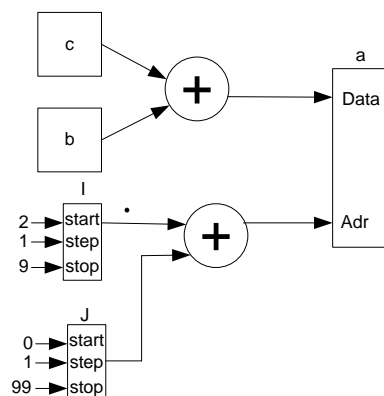 c
a
+
Data
b
I
2 start
1 step
9 stop
+
Adr
J
0 start
1 step
99 stop